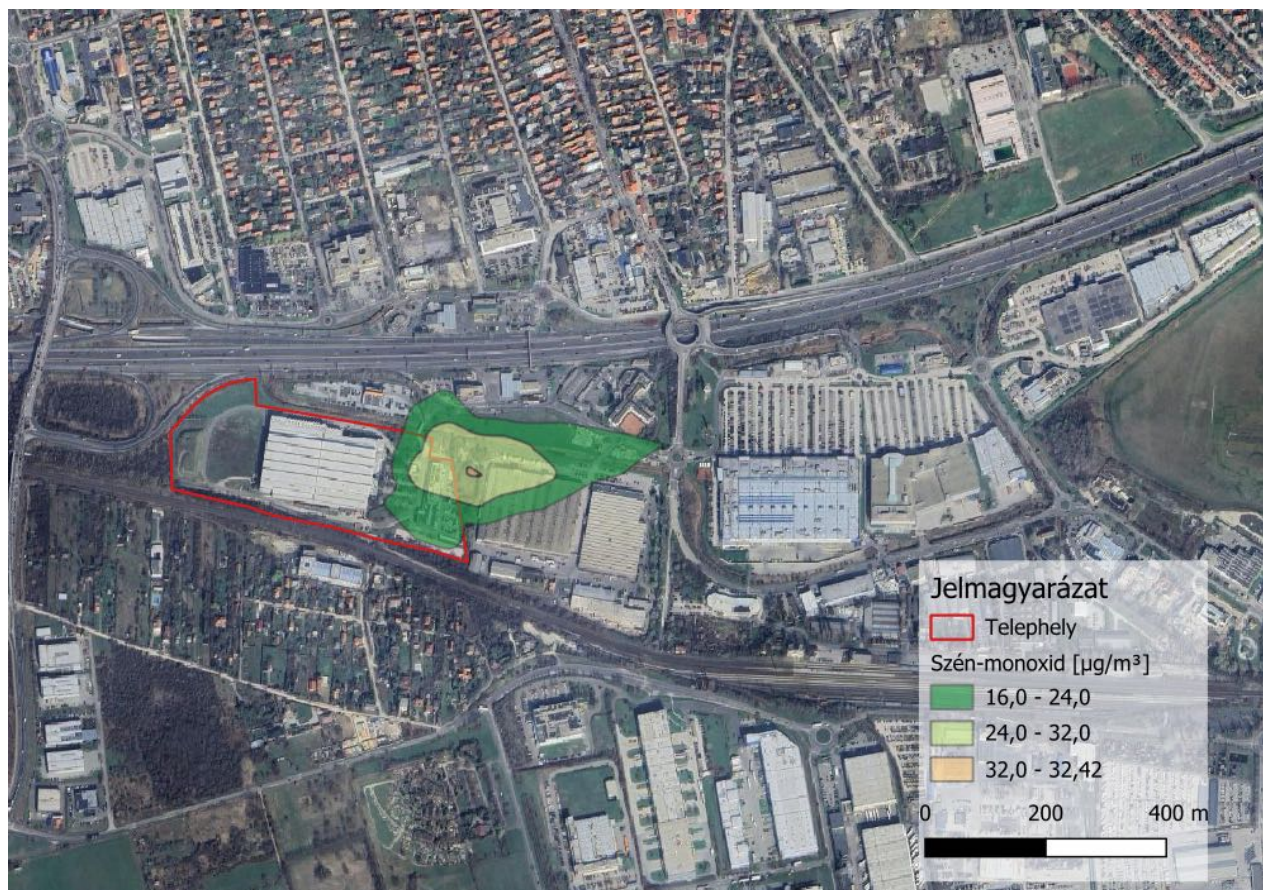 Jelmagyarázat
Telephely
Szén-monoxid [µg/m³]
16,0 - 24,0
24,0 - 32,0
32,0 - 32,42
0 200 400 m